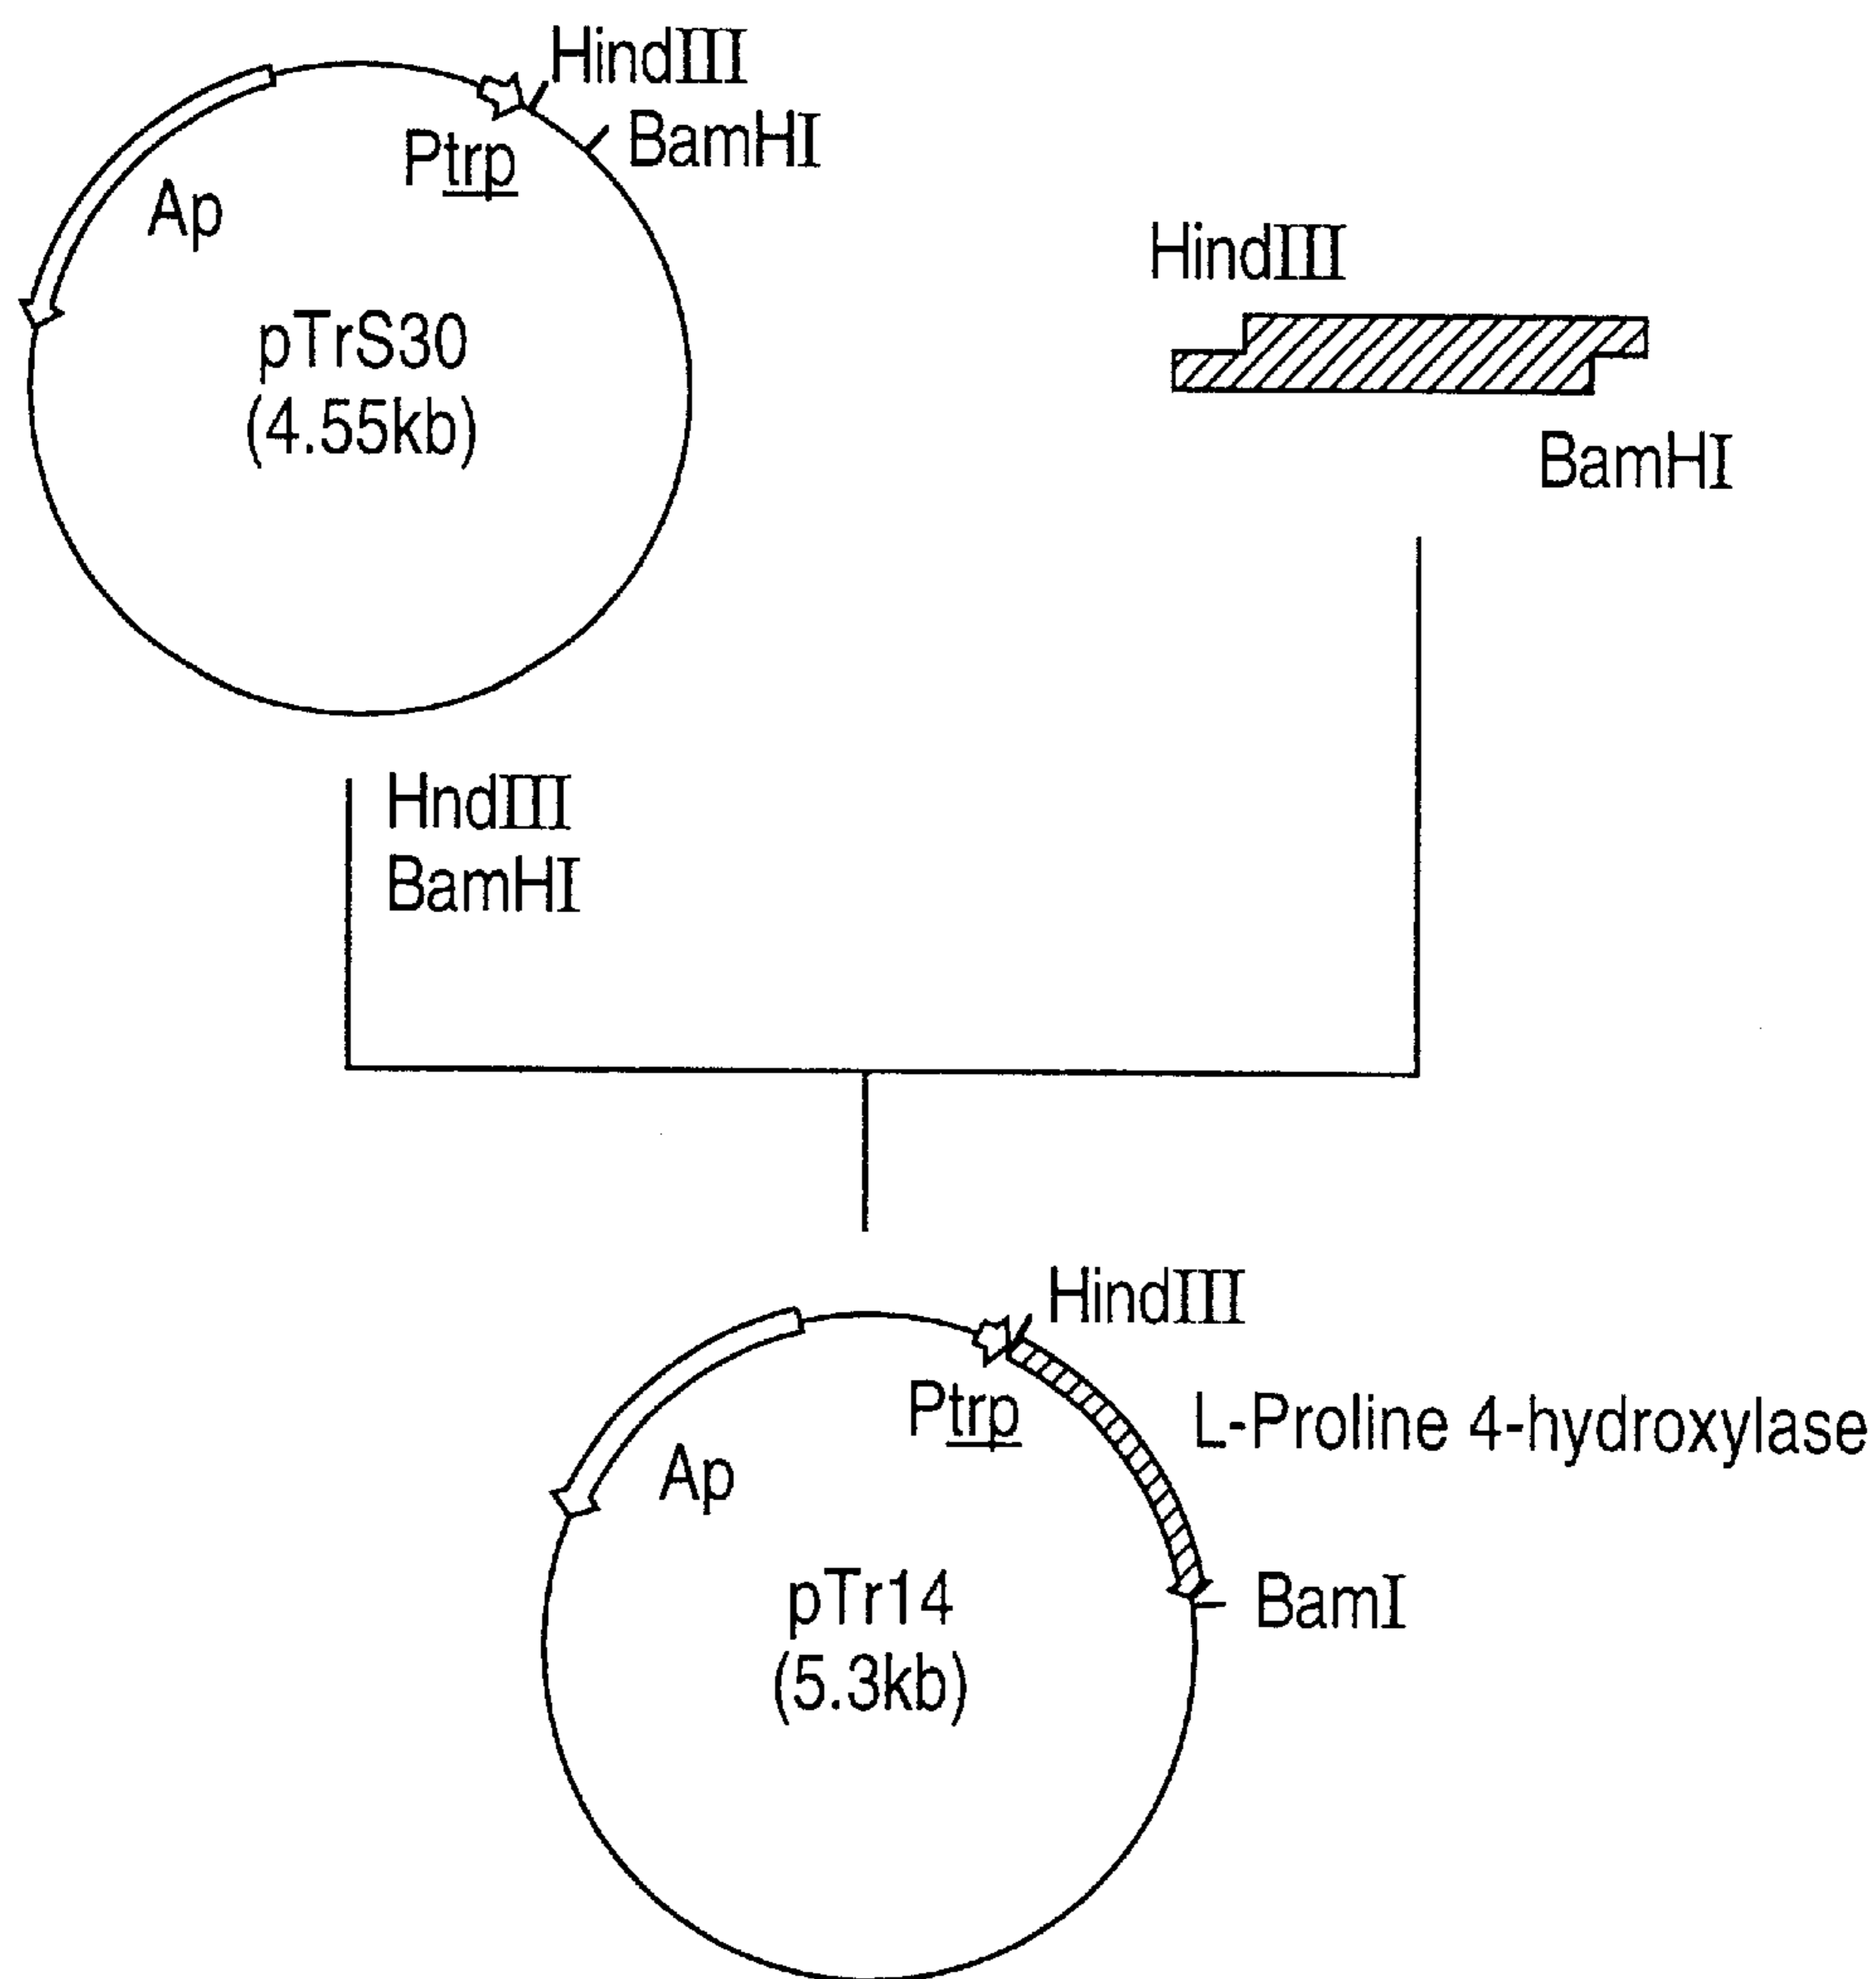 HindIII
BamHI
Ptrp
Ap
pTrS30
(4.55kb)
HindIII
BamHI
HndIII
BamHI
HindIII
Ptrp
L-Proline 4-hydroxylase
Ap
pTr14
(5.3kb)
BamI